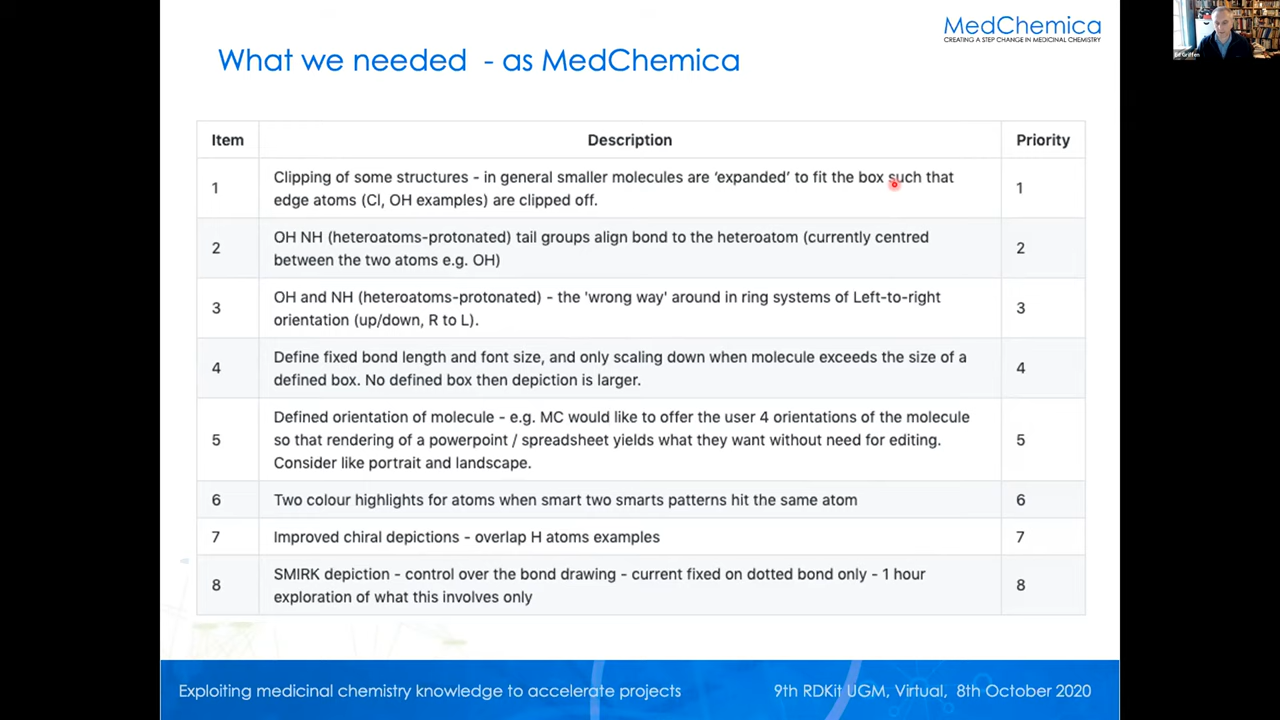 MedChemica
CREATING A STEP CHANGE IN MEDICINAL CHEMISTRY
Ed Griffen
What we needed - as MedChemica
Item Description Priority
1 Clipping of some structures - in general smaller molecules are ‘expanded’ to fit the box such that 1
edge atoms (Cl, OH examples) are clipped off.
2 OH NH (heteroatoms-protonated) tail groups align bond to the heteroatom (currently centred 2
between the two atoms e.g. OH)
3 OH and NH (heteroatoms-protonated) - the 'wrong way' around in ring systems of Left-to-right 3
orientation (up/down, R to L).
4 Define fixed bond length and font size, and only scaling down when molecule exceeds the size of a 4
defined box. No defined box then depiction is larger.
5 Defined orientation of molecule - e.g. MC would like to offer the user 4 orientations of the molecule 5
so that rendering of a powerpoint / spreadsheet yields what they want without need for editing.
Consider like portrait and landscape.
6 Two colour highlights for atoms when smart two smarts patterns hit the same atom 6
7 Improved chiral depictions - overlap H atoms examples 7
8 SMIRK depiction - control over the bond drawing - current fixed on dotted bond only - 1 hour 8
exploration of what this involves only
Exploiting medicinal chemistry knowledge to accelerate projects
9th RDKit UGM, Virtual, 8th October 2020